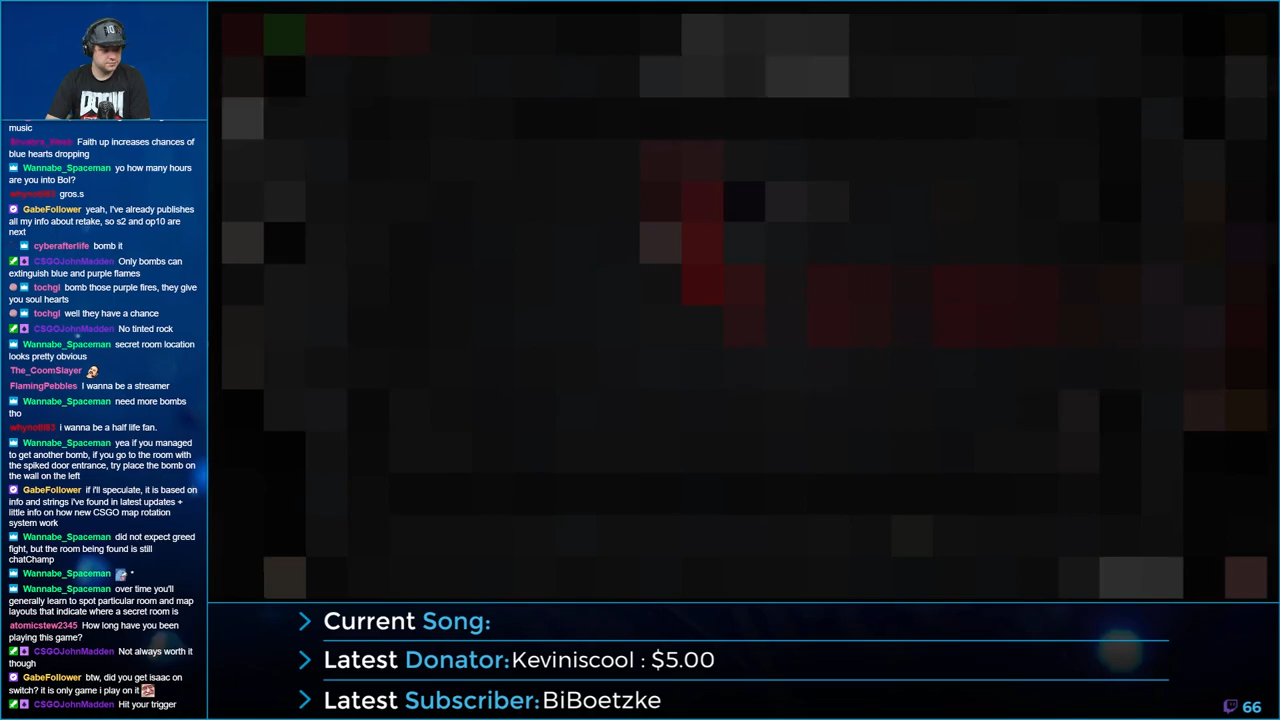 DOOM
music
Faith up increases chances of
blue hearts dropping
Wannabe_Spaceman yo how many hours
are you into BoI?
whynotll83 gros.s
GabeFollower yeah, I've already publishes
all my info about retake, so s2 and op10 are
next
cyberafterlife bomb it
CSGOJohnMadden Only bombs can
extinguish blue and purple flames
tochgl bomb those purple fires, they give
you soul hearts
tochgl well they have a chance
CSGOJohnMadden No tinted rock
Wannabe_Spaceman secret room location
looks pretty obvious
The_CoomSlayer
FlamingPebbles I wanna be a streamer
Wannabe_Spaceman need more bombs
tho
whynotll83 i wanna be a half life fan.
Wannabe_Spaceman yea if you managed
to get another bomb, if you go to the room with
the spiked door entrance, try place the bomb on
the wall on the left
GabeFollower if i'll speculate, it is based on
info and strings i've found in latest updates +
little info on how new CSGO map rotation
system work
Wannabe_Spaceman did not expect greed
fight, but the room being found is still
chatChamp
Wannabe_Spaceman *
Wannabe_Spaceman over time you'll
generally learn to spot particular room and map
layouts that indicate where a secret room is
atomicstew2345 How long have you been
playing this game?
CSGOJohnMadden Not always worth it
though
GabeFollower btw, did you get isaac on
switch? it is only game i play on it
CSGOJohnMadden Hit your trigger
Current Song:
Latest Donator: Keviniscool : $5.00
Latest Subscriber: BiBoetzke
66